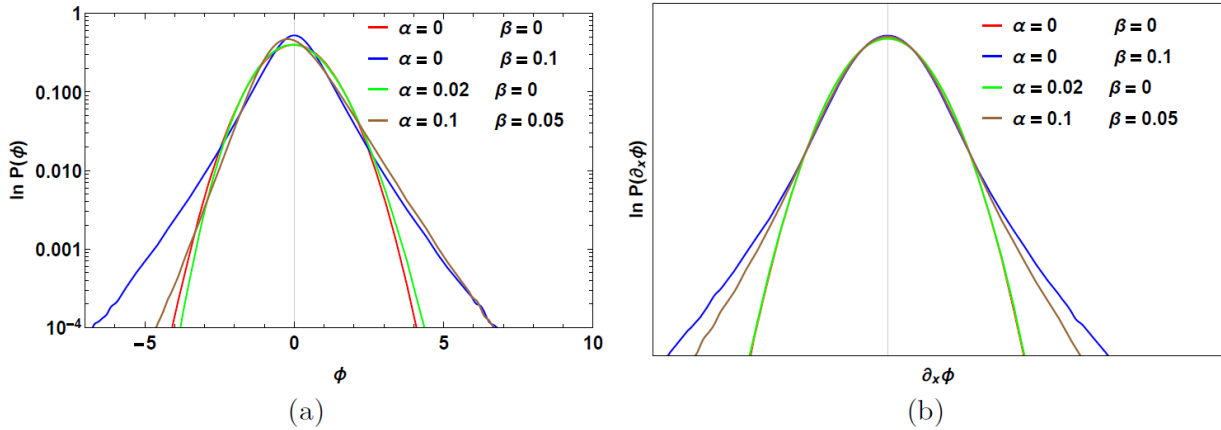 1
0.100
0.010
0.001
10⁻⁴
ln P(ϕ)
-5
0
5
10
ϕ
α = 0 β = 0
α = 0 β = 0.1
α = 0.02 β = 0
α = 0.1 β = 0.05
(a)
ln P(∂ₓϕ)
α = 0 β = 0
α = 0 β = 0.1
α = 0.02 β = 0
α = 0.1 β = 0.05
∂ₓϕ
(b)